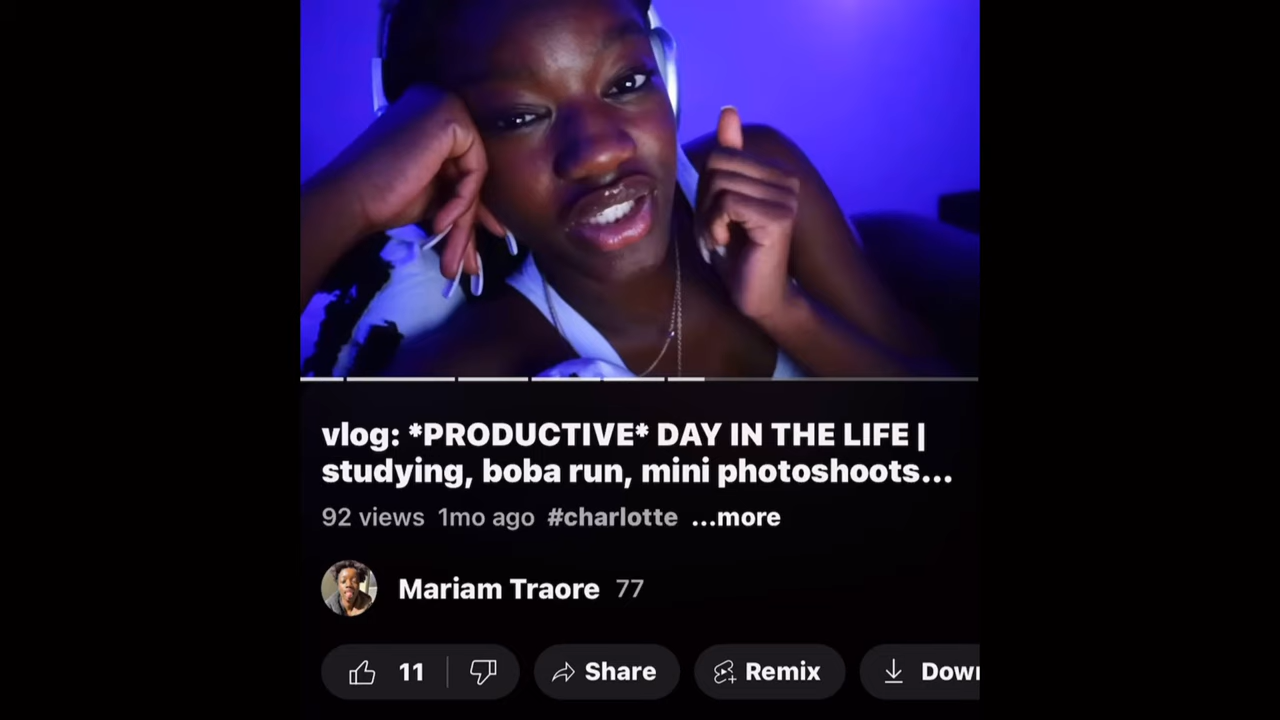 vlog: *PRODUCTIVE* DAY IN THE LIFE |
studying, boba run, mini photoshoots...
92 views 1mo ago #charlotte ...more
Mariam Traore 77
11 Share Remix Down